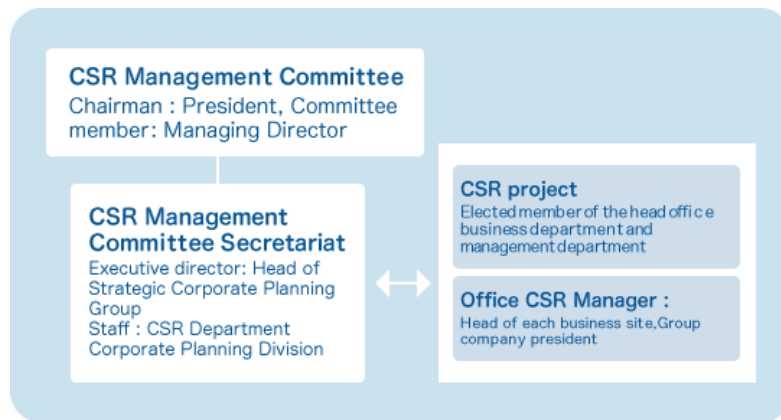 CSR Management Committee
Chairman : President, Committee
member: Managing Director
CSR Management
Committee Secretariat
Executive director: Head of
Strategic Corporate Planning
Group
Staff : CSR Department
Corporate Planning Division
CSR project
Elected member of the head office
business department and
management department
Office CSR Manager :
Head of each business site,Group
company president